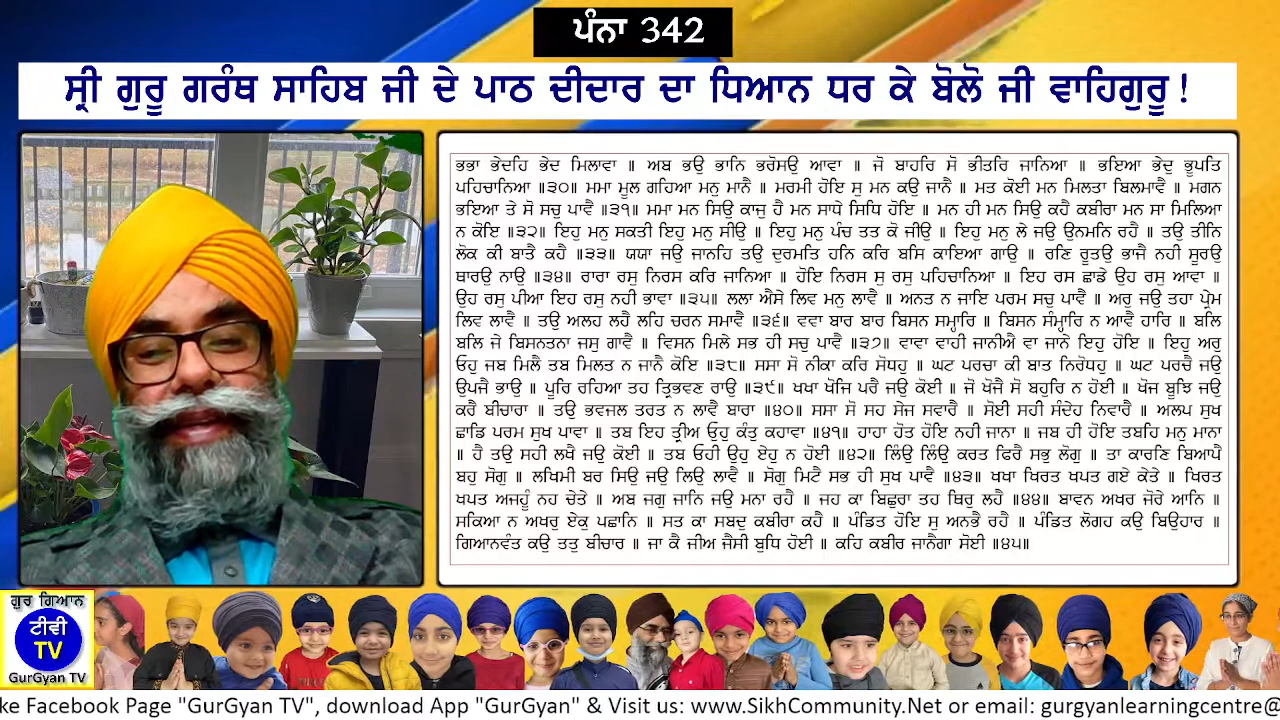 ਪੰਨਾ 342
ਸ੍ਰੀ ਗੁਰੂ ਗਰੰਥ ਸਾਹਿਬ ਜੀ ਦੇ ਪਾਠ ਦੀਦਾਰ ਦਾ ਧਿਆਨ ਧਰ ਕੇ ਬੋਲੋ ਜੀ ਵਾਹਿਗੁਰੂ !
ਭਭਾ ਭੇਦਹਿ ਭੇਦ ਮਿਲਾਵਾ ॥ ਅਬ ਭਉ ਭਾਨਿ ਭਰੋਸਉ ਆਵਾ ॥ ਜੋ ਬਾਹਰਿ ਸੋ ਭੀਤਰਿ ਜਾਨਿਆ ॥ ਭਇਆ ਭੇਦੁ ਭੂਪਤਿ
ਪਹਿਚਾਨਿਆ ॥੩੦॥ ਮਮਾ ਮੂਲ ਗਹਿਆ ਮਨੁ ਮਾਨੈ ॥ ਮਰਮੀ ਹੋਇ ਸੁ ਮਨ ਕਉ ਜਾਨੈ ॥ ਮਤ ਕੋਈ ਮਨ ਮਿਲਤਾ ਬਿਲਮਾਵੈ ॥ ਮਗਨ
ਭਇਆ ਤੇ ਸੋ ਸਚੁ ਪਾਵੈ ॥੩੧॥ ਮਮਾ ਮਨ ਸਿਉ ਕਾਜੁ ਹੈ ਮਨ ਸਾਧੇ ਸਿਧਿ ਹੋਇ ॥ ਮਨ ਹੀ ਮਨ ਸਿਉ ਕਹੈ ਕਬੀਰਾ ਮਨ ਸਾ ਮਿਲਿਆ
ਨ ਕੋਇ ॥੩੨॥ ਇਹੁ ਮਨੁ ਸਕਤੀ ਇਹੁ ਮਨੁ ਸੀਉ ॥ ਇਹੁ ਮਨੁ ਪੰਚ ਤਤ ਕੋ ਜੀਉ ॥ ਇਹੁ ਮਨੁ ਲੇ ਜਉ ਉਨਮਨਿ ਰਹੈ ॥ ਤਉ ਤੀਨਿ
ਲੋਕ ਕੀ ਬਾਤੈ ਕਹੈ ॥੩੩॥ ਯਯਾ ਜਉ ਜਾਨਹਿ ਤਉ ਦੁਰਮਤਿ ਹਨਿ ਕਰਿ ਬਸਿ ਕਾਇਆ ਗਾਉ ॥ ਰਣਿ ਰੂਤਉ ਭਾਜੈ ਨਹੀ ਸੂਰਉ
ਥਾਰਉ ਨਾਉ ॥੩੪॥ ਰਾਰਾ ਰਸੁ ਨਿਰਸ ਕਰਿ ਜਾਨਿਆ ॥ ਹੋਇ ਨਿਰਸ ਸੁ ਰਸੁ ਪਹਿਚਾਨਿਆ ॥ ਇਹ ਰਸ ਛਾਡੇ ਉਹ ਰਸੁ ਆਵਾ ॥
ਉਹ ਰਸੁ ਪੀਆ ਇਹ ਰਸੁ ਨਹੀ ਭਾਵਾ ॥੩੫॥ ਲਲਾ ਐਸੇ ਲਿਵ ਮਨੁ ਲਾਵੈ ॥ ਅਨਤ ਨ ਜਾਇ ਪਰਮ ਸਚੁ ਪਾਵੈ ॥ ਅਰੁ ਜਉ ਤਹਾ ਪ੍ਰੇਮ
ਲਿਵ ਲਾਵੈ ॥ ਤਉ ਅਲਹ ਲਹੈ ਲਹਿ ਚਰਨ ਸਮਾਵੈ ॥੩੬॥ ਵਵਾ ਬਾਰ ਬਾਰ ਬਿਸਨ ਸਮ੍ਹਾਰਿ ॥ ਬਿਸਨ ਸੰਮ੍ਹਾਰਿ ਨ ਆਵੈ ਹਾਰਿ ॥ ਬਲਿ
ਬਲਿ ਜੇ ਬਿਸਨਤਨਾ ਜਸੁ ਗਾਵੈ ॥ ਵਿਸਨ ਮਿਲੇ ਸਭ ਹੀ ਸਚੁ ਪਾਵੈ ॥੩੭॥ ਵਾਵਾ ਵਾਹੀ ਜਾਨੀਐ ਵਾ ਜਾਨੇ ਇਹੁ ਹੋਇ ॥ ਇਹੁ ਅਰੁ
ਓਹੁ ਜਬ ਮਿਲੈ ਤਬ ਮਿਲਤ ਨ ਜਾਨੈ ਕੋਇ ॥੩੮॥ ਸਸਾ ਸੋ ਨੀਕਾ ਕਰਿ ਸੋਧਹੁ ॥ ਘਟ ਪਰਚਾ ਕੀ ਬਾਤ ਨਿਰੋਧਹੁ ॥ ਘਟ ਪਰਚੈ ਜਉ
ਉਪਜੈ ਭਾਉ ॥ ਪੂਰਿ ਰਹਿਆ ਤਹ ਤ੍ਰਿਭਵਣ ਰਾਉ ॥੩੯॥ ਖਖਾ ਖੋਜਿ ਪਰੈ ਜਉ ਕੋਈ ॥ ਜੋ ਖੋਜੈ ਸੋ ਬਹੁਰਿ ਨ ਹੋਈ ॥ ਖੋਜ ਬੂਝਿ ਜਉ
ਕਰੈ ਬੀਚਾਰਾ ॥ ਤਉ ਭਵਜਲ ਤਰਤ ਨ ਲਾਵੈ ਬਾਰਾ ॥੪੦॥ ਸਸਾ ਸੋ ਸਹ ਸੇਜ ਸਵਾਰੈ ॥ ਸੋਈ ਸਹੀ ਸੰਦੇਹ ਨਿਵਾਰੈ ॥ ਅਲਪ ਸੁਖ
ਛਾਡਿ ਪਰਮ ਸੁਖ ਪਾਵਾ ॥ ਤਬ ਇਹ ਤ੍ਰੀਅ ਓੁਹੁ ਕੰਤੁ ਕਹਾਵਾ ॥੪੧॥ ਹਾਹਾ ਹੋਤ ਹੋਇ ਨਹੀ ਜਾਨਾ ॥ ਜਬ ਹੀ ਹੋਇ ਤਬਹਿ ਮਨੁ ਮਾਨਾ
॥ ਹੈ ਤਉ ਸਹੀ ਲਖੈ ਜਉ ਕੋਈ ॥ ਤਬ ਓਹੀ ਉਹੁ ਏਹੁ ਨ ਹੋਈ ॥੪੨॥ ਲਿੰਉ ਲਿੰਉ ਕਰਤ ਫਿਰੈ ਸਭੁ ਲੋਗੁ ॥ ਤਾ ਕਾਰਣਿ ਬਿਆਪੈ
ਬਹੁ ਸੋਗੁ ॥ ਲਖਿਮੀ ਬਰ ਸਿਉ ਜਉ ਲਿਉ ਲਾਵੈ ॥ ਸੋਗੁ ਮਿਟੈ ਸਭ ਹੀ ਸੁਖ ਪਾਵੈ ॥੪੩॥ ਖਖਾ ਖਿਰਤ ਖਪਤ ਗਏ ਕੇਤੇ ॥ ਖਿਰਤ
ਖਪਤ ਅਜਹੂੰ ਨਹ ਚੇਤੇ ॥ ਅਬ ਜਗੁ ਜਾਨਿ ਜਉ ਮਨਾ ਰਹੈ ॥ ਜਹ ਕਾ ਬਿਛੁਰਾ ਤਹ ਥਿਰੁ ਲਹੈ ॥੪੪॥ ਬਾਵਨ ਅਖਰ ਜੋਰੇ ਆਨਿ ॥
ਸਕਿਆ ਨ ਅਖਰੁ ਏਕੁ ਪਛਾਨਿ ॥ ਸਤ ਕਾ ਸਬਦੁ ਕਬੀਰਾ ਕਹੈ ॥ ਪੰਡਿਤ ਹੋਇ ਸੁ ਅਨਭੈ ਰਹੈ ॥ ਪੰਡਿਤ ਲੋਗਹ ਕਉ ਬਿਉਹਾਰ ॥
ਗਿਆਨਵੰਤ ਕਉ ਤਤੁ ਬੀਚਾਰ ॥ ਜਾ ਕੈ ਜੀਅ ਜੈਸੀ ਬੁਧਿ ਹੋਈ ॥ ਕਹਿ ਕਬੀਰ ਜਾਨੈਗਾ ਸੋਈ ॥੪੫॥
ਗੁਰ ਗਿਆਨ
ਟੀਵੀ
TV
GurGyan TV
ke Facebook Page "GurGyan TV", download App "GurGyan" & Visit us: www.SikhCommunity.Net or email: gurgyanlearningcentre@